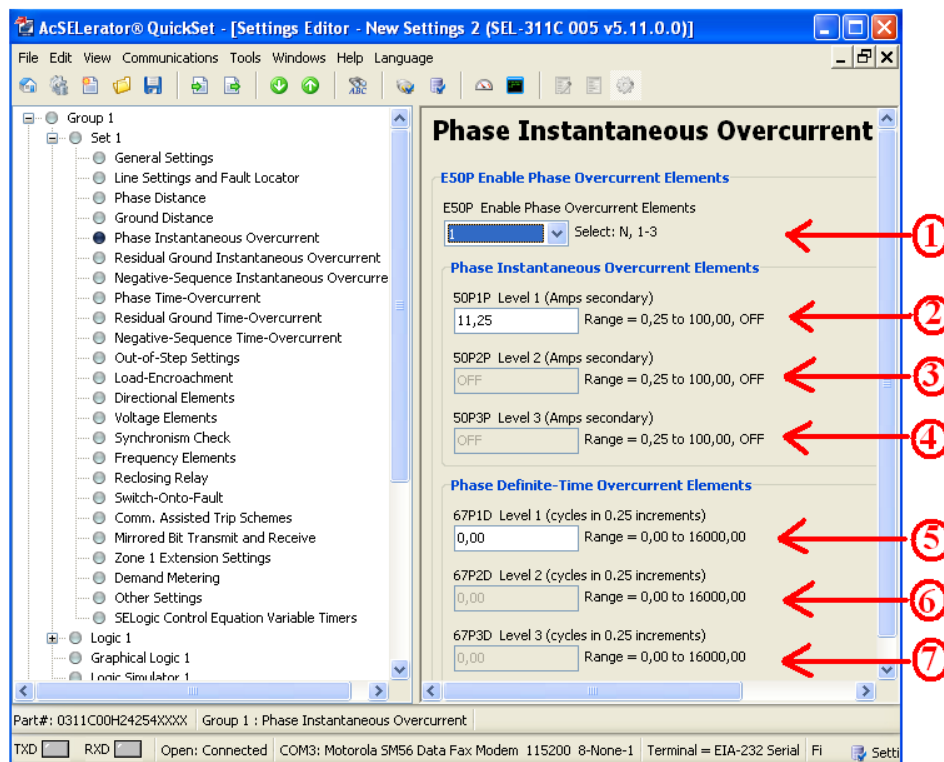 AcSELerator® QuickSet - [Settings Editor - New Settings 2 (SEL-311C 005 v5.11.0.0)]
File Edit View Communications Tools Windows Help Language
Group 1
Set 1
General Settings
Line Settings and Fault Locator
Phase Distance
Ground Distance
Phase Instantaneous Overcurrent
Residual Ground Instantaneous Overcurrent
Negative-Sequence Instantaneous Overcurre
Phase Time-Overcurrent
Residual Ground Time-Overcurrent
Negative-Sequence Time-Overcurrent
Out-of-Step Settings
Load-Encroachment
Directional Elements
Voltage Elements
Synchronism Check
Frequency Elements
Reclosing Relay
Switch-Onto-Fault
Comm. Assisted Trip Schemes
Mirrored Bit Transmit and Receive
Zone 1 Extension Settings
Demand Metering
Other Settings
SELogic Control Equation Variable Timers
Logic 1
Graphical Logic 1
Logic Simulator 1
Phase Instantaneous Overcurrent
E50P Enable Phase Overcurrent Elements
E50P Enable Phase Overcurrent Elements
1 Select: N, 1-3
1
Phase Instantaneous Overcurrent Elements
50P1P Level 1 (Amps secondary)
11,25 Range = 0,25 to 100,00, OFF
2
50P2P Level 2 (Amps secondary)
OFF Range = 0,25 to 100,00, OFF
3
50P3P Level 3 (Amps secondary)
OFF Range = 0,25 to 100,00, OFF
4
Phase Definite-Time Overcurrent Elements
67P1D Level 1 (cycles in 0.25 increments)
0,00 Range = 0,00 to 16000,00
5
67P2D Level 2 (cycles in 0.25 increments)
0,00 Range = 0,00 to 16000,00
6
67P3D Level 3 (cycles in 0.25 increments)
0,00 Range = 0,00 to 16000,00
7
Part#: 0311C00H24254XXXX Group 1 : Phase Instantaneous Overcurrent
TXD RXD Open: Connected COM3: Motorola SM56 Data Fax Modem 115200 8-None-1 Terminal = EIA-232 Serial Fi Setti